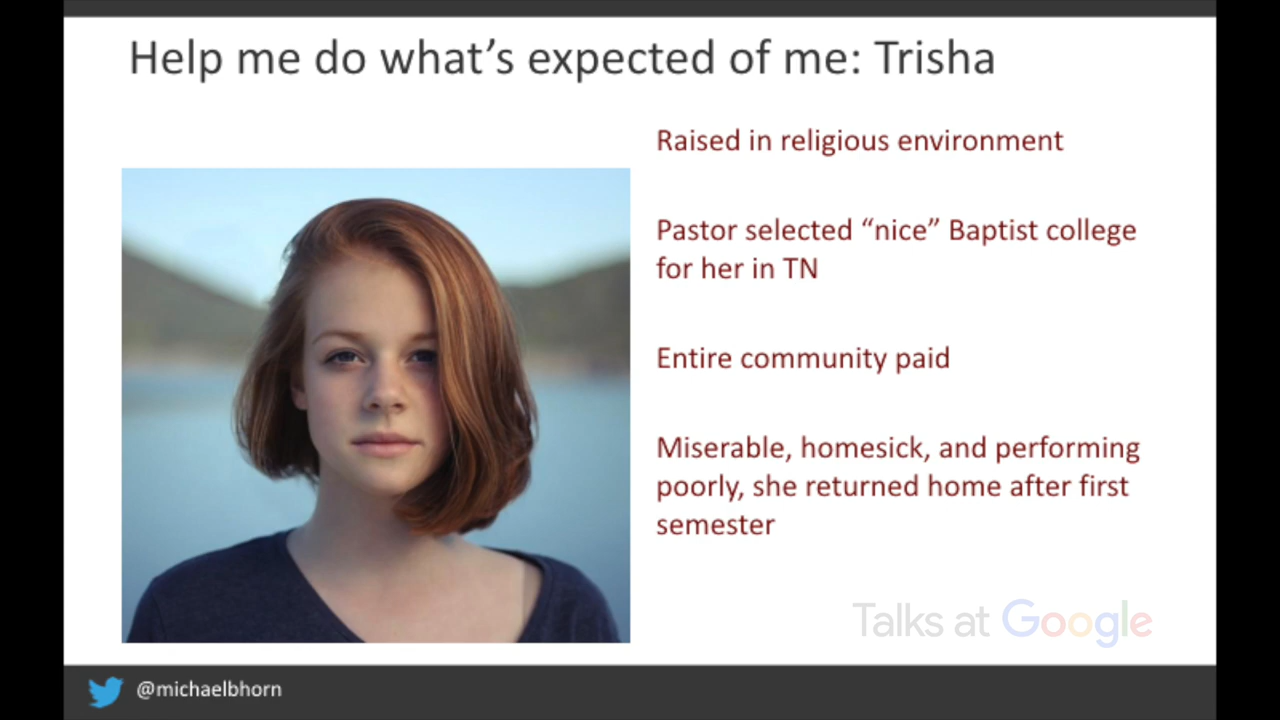 Help me do what’s expected of me: Trisha
Raised in religious environment
Pastor selected “nice” Baptist college
for her in TN
Entire community paid
Miserable, homesick, and performing
poorly, she returned home after first
semester
Talks at Google
@michaelbhorn